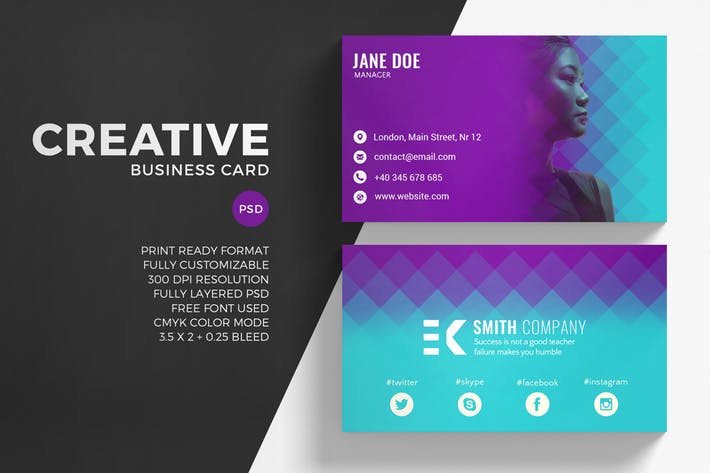 CREATIVE
BUSINESS CARD
PSD
PRINT READY FORMAT
FULLY CUSTOMIZABLE
300 DPI RESOLUTION
FULLY LAYERED PSD
FREE FONT USED
CMYK COLOR MODE
3.5 X 2 + 0.25 BLEED
JANE DOE
MANAGER
London, Main Street, Nr 12
contact@email.com
+40 345 678 685
www.website.com
SMITH COMPANY
Success is not a good teacher
failure makes you humble
#twitter
#skype
#facebook
#instagram